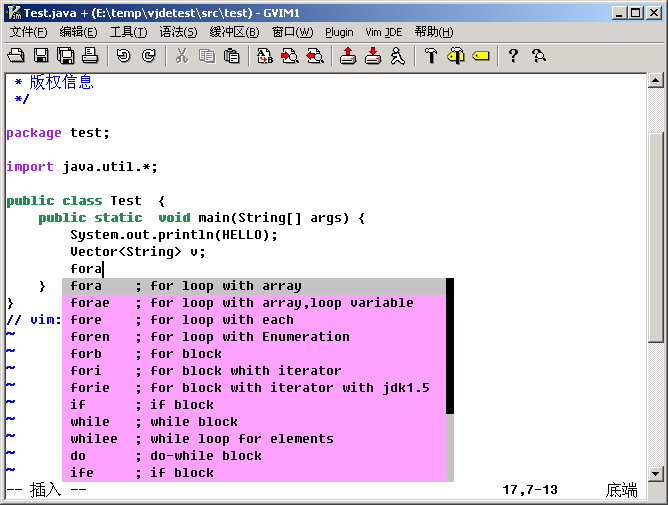 Test.java + (E:\temp\vjdetest\src\test) - GVIM1
文件(F) 编辑(E) 工具(T) 语法(S) 缓冲区(B) 窗口(W) Plugin Vim JDE 帮助(H)
* 版权信息
*/
package test;
import java.util.*;
public class Test {
public static void main(String[] args) {
System.out.println(HELLO);
Vector<String> v;
fora
}
fora ; for loop with array
}
forae ; for loop with array,loop variable
// vim:
fore ; for loop with each
~
foren ; for loop with Enumeration
~
forb ; for block
~
fori ; for block whith iterator
~
forie ; for block with iterator with jdk1.5
~
if ; if block
~
while ; while block
~
whilee ; while loop for elements
~
do ; do-while block
~
ife ; if block
~
-- 插入 -- 17,7-13 底端